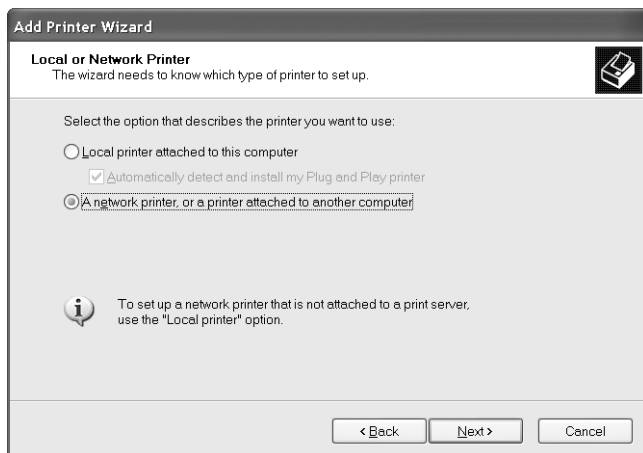 Add Printer Wizard
Local or Network Printer
The wizard needs to know which type of printer to set up.
Select the option that describes the printer you want to use:
Local printer attached to this computer
Automatically detect and install my Plug and Play printer
A network printer, or a printer attached to another computer
To set up a network printer that is not attached to a print server,
use the "Local printer" option.
< Back
Next >
Cancel